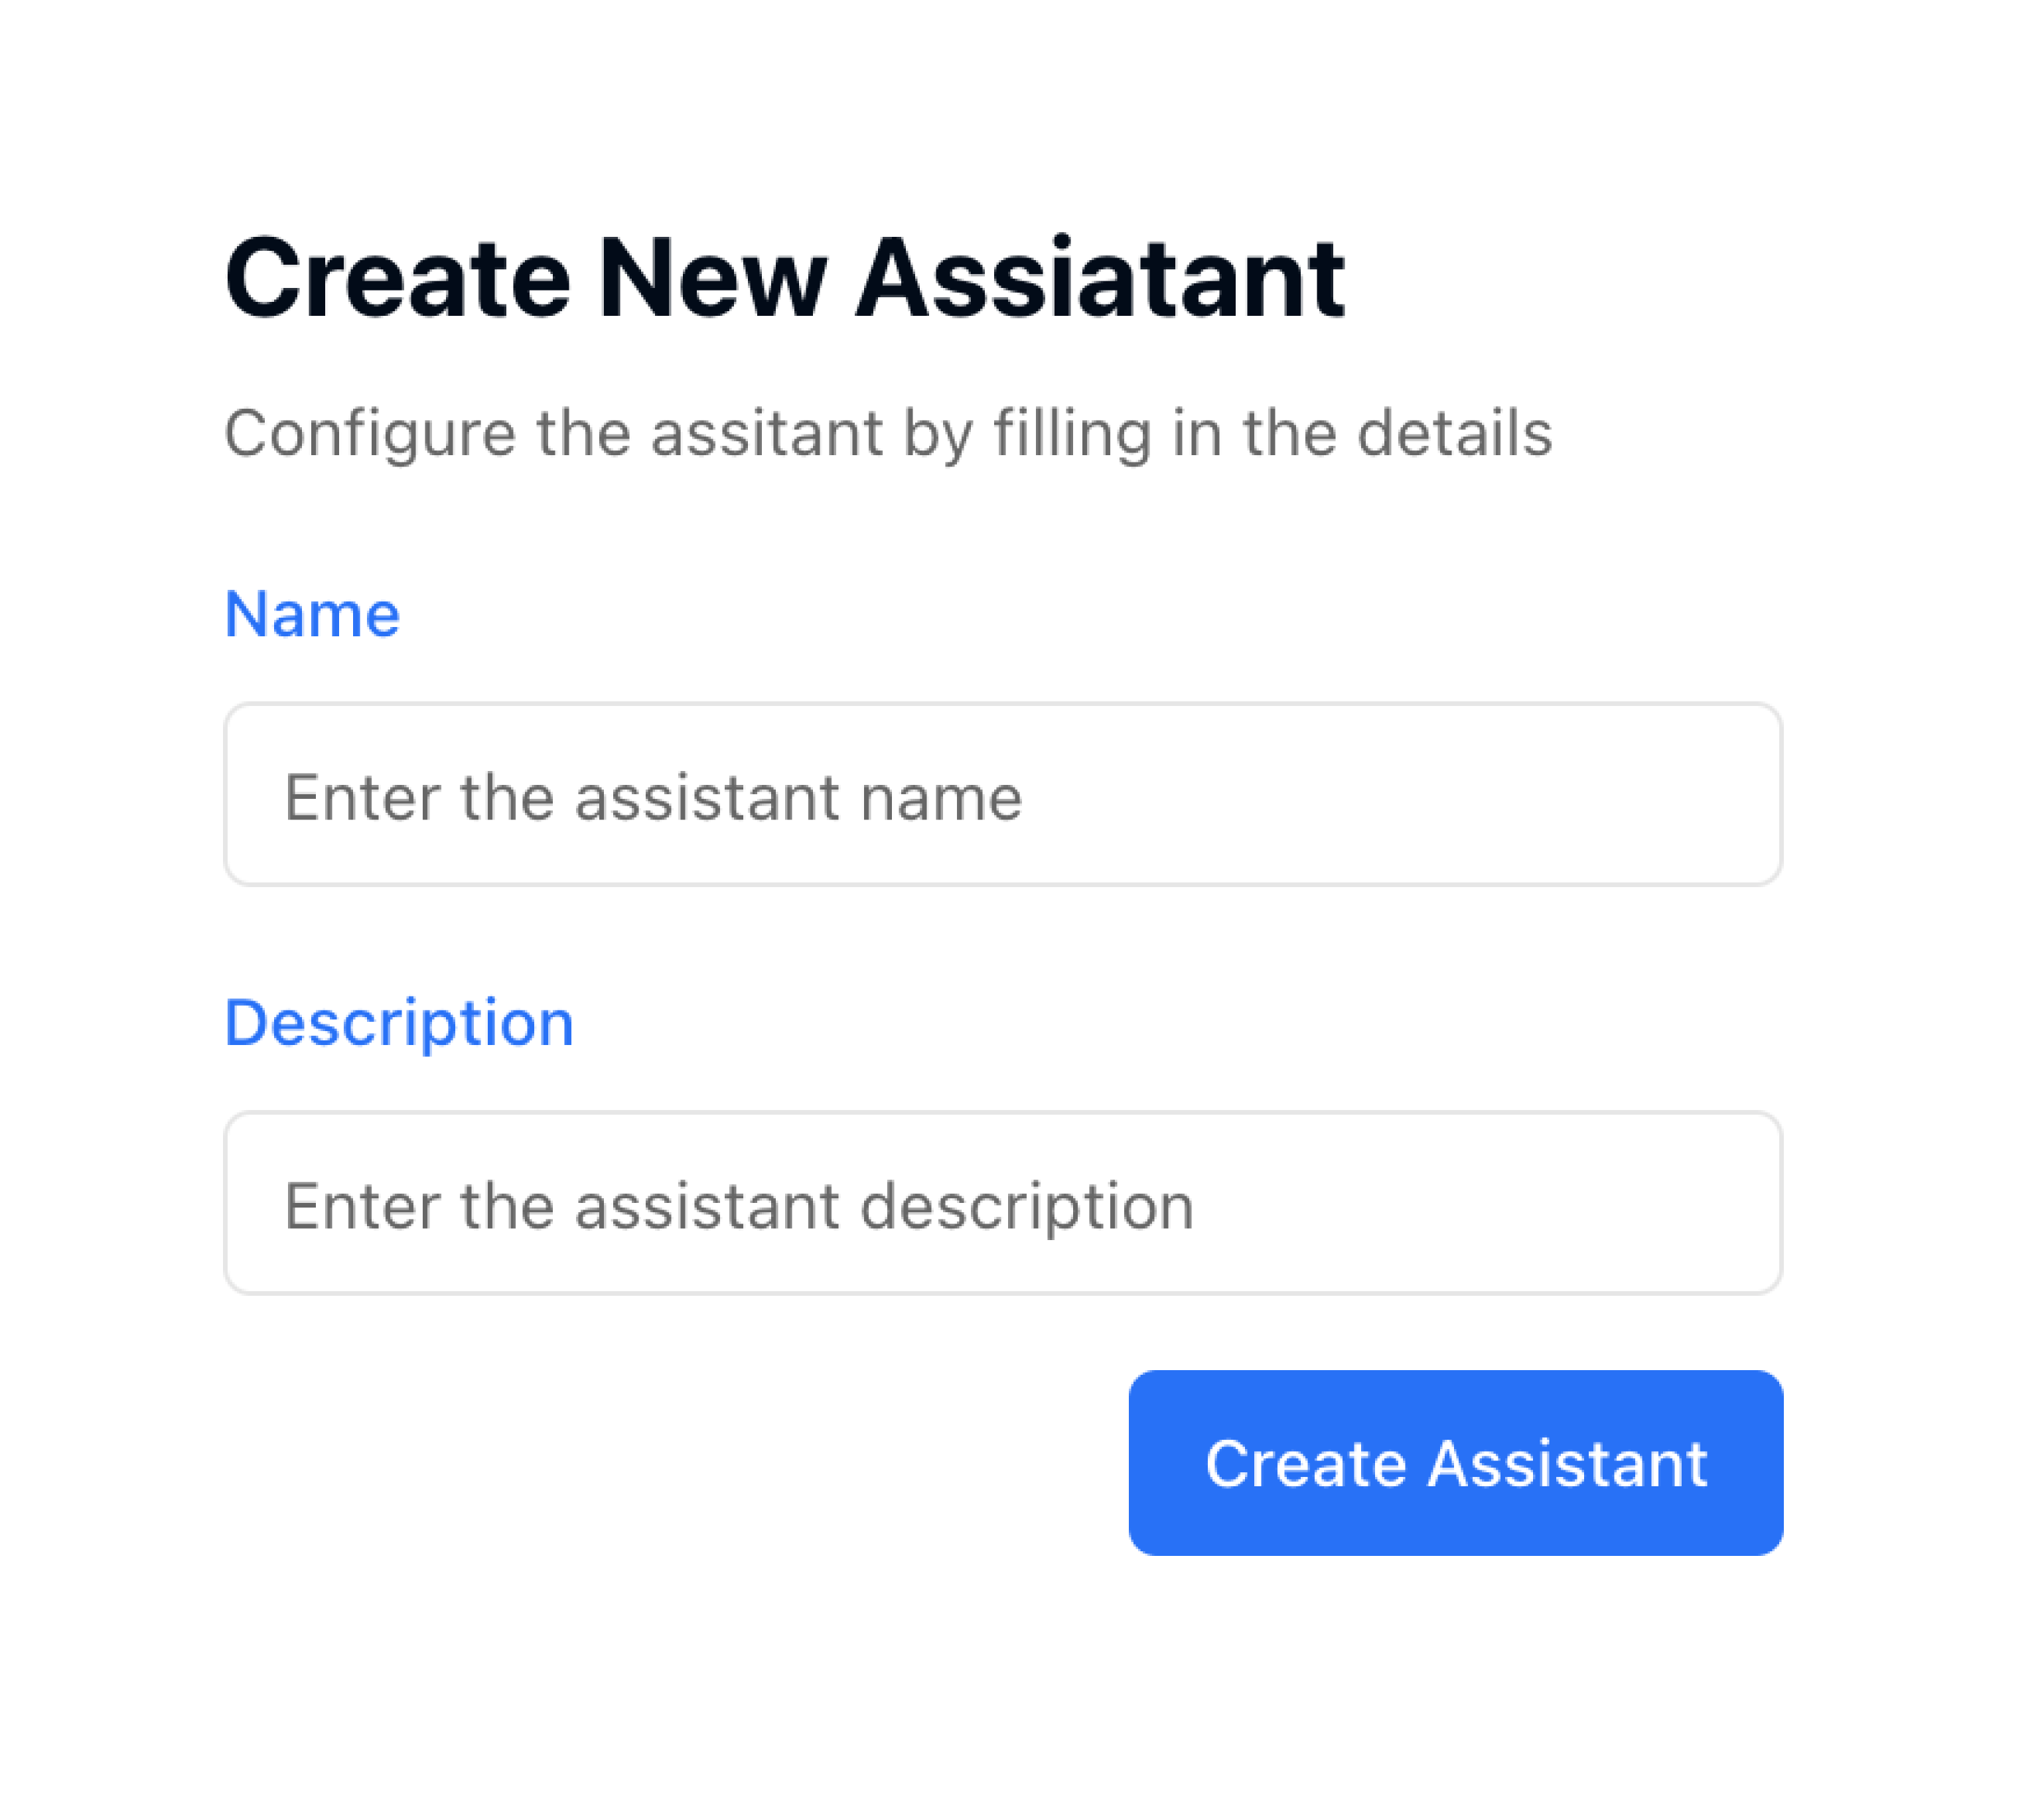 Create New Assiatant
Configure the assitant by filling in the details
Name
Enter the assistant name
Description
Enter the assistant description
Create Assistant